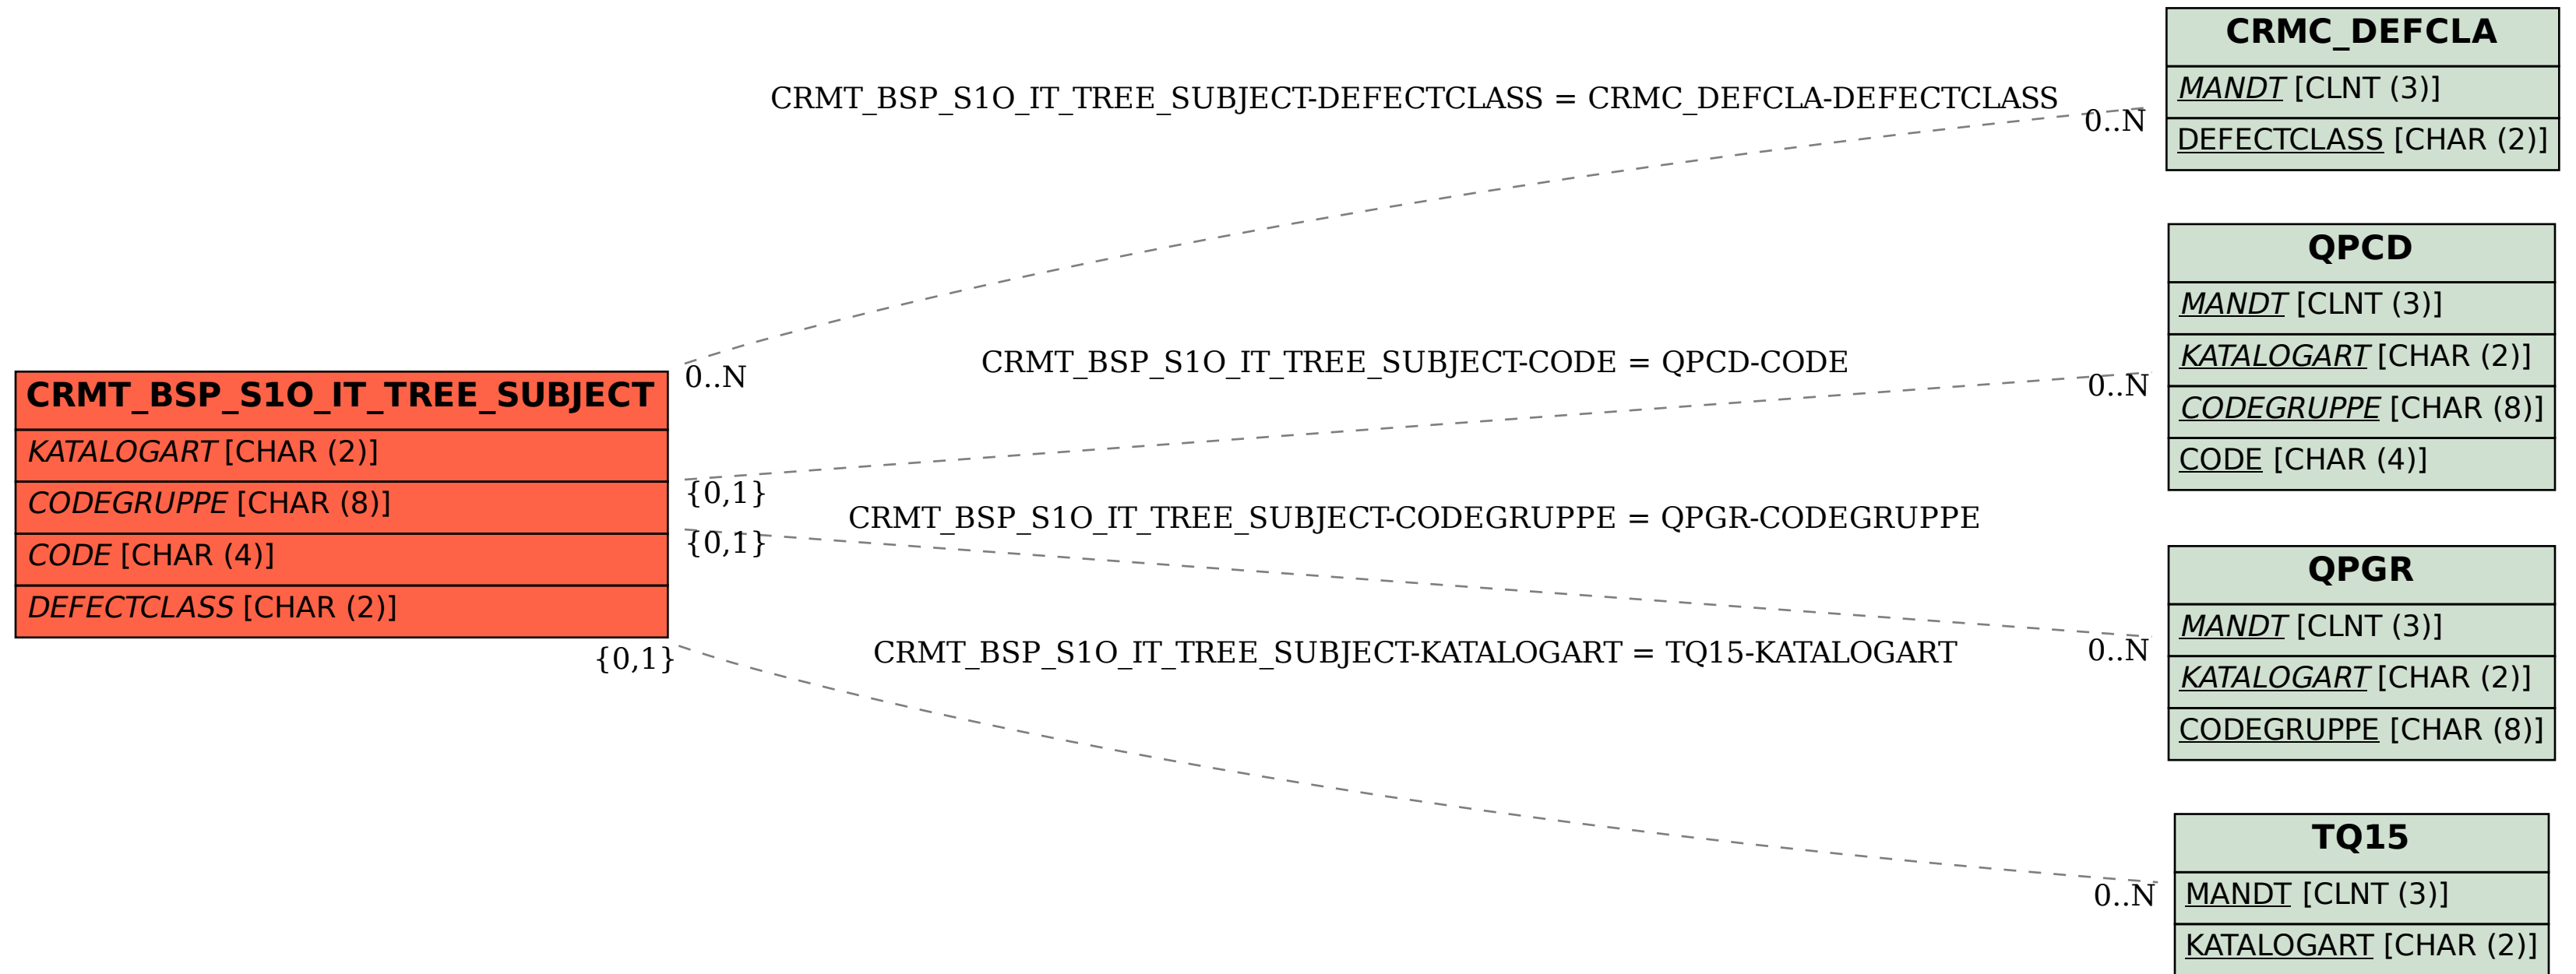 CRMC_DEFCLA
MANDT [CLNT (3)]
DEFECTCLASS [CHAR (2)]
CRMT_BSP_S1O_IT_TREE_SUBJECT-DEFECTCLASS = CRMC_DEFCLA-DEFECTCLASS
0..N
0..N
QPCD
MANDT [CLNT (3)]
KATALOGART [CHAR (2)]
CODEGRUPPE [CHAR (8)]
CODE [CHAR (4)]
CRMT_BSP_S1O_IT_TREE_SUBJECT-CODE = QPCD-CODE
0..N
{0,1}
CRMT_BSP_S1O_IT_TREE_SUBJECT
KATALOGART [CHAR (2)]
CODEGRUPPE [CHAR (8)]
CODE [CHAR (4)]
DEFECTCLASS [CHAR (2)]
CRMT_BSP_S1O_IT_TREE_SUBJECT-CODEGRUPPE = QPGR-CODEGRUPPE
{0,1}
0..N
QPGR
MANDT [CLNT (3)]
KATALOGART [CHAR (2)]
CODEGRUPPE [CHAR (8)]
CRMT_BSP_S1O_IT_TREE_SUBJECT-KATALOGART = TQ15-KATALOGART
{0,1}
0..N
TQ15
MANDT [CLNT (3)]
KATALOGART [CHAR (2)]